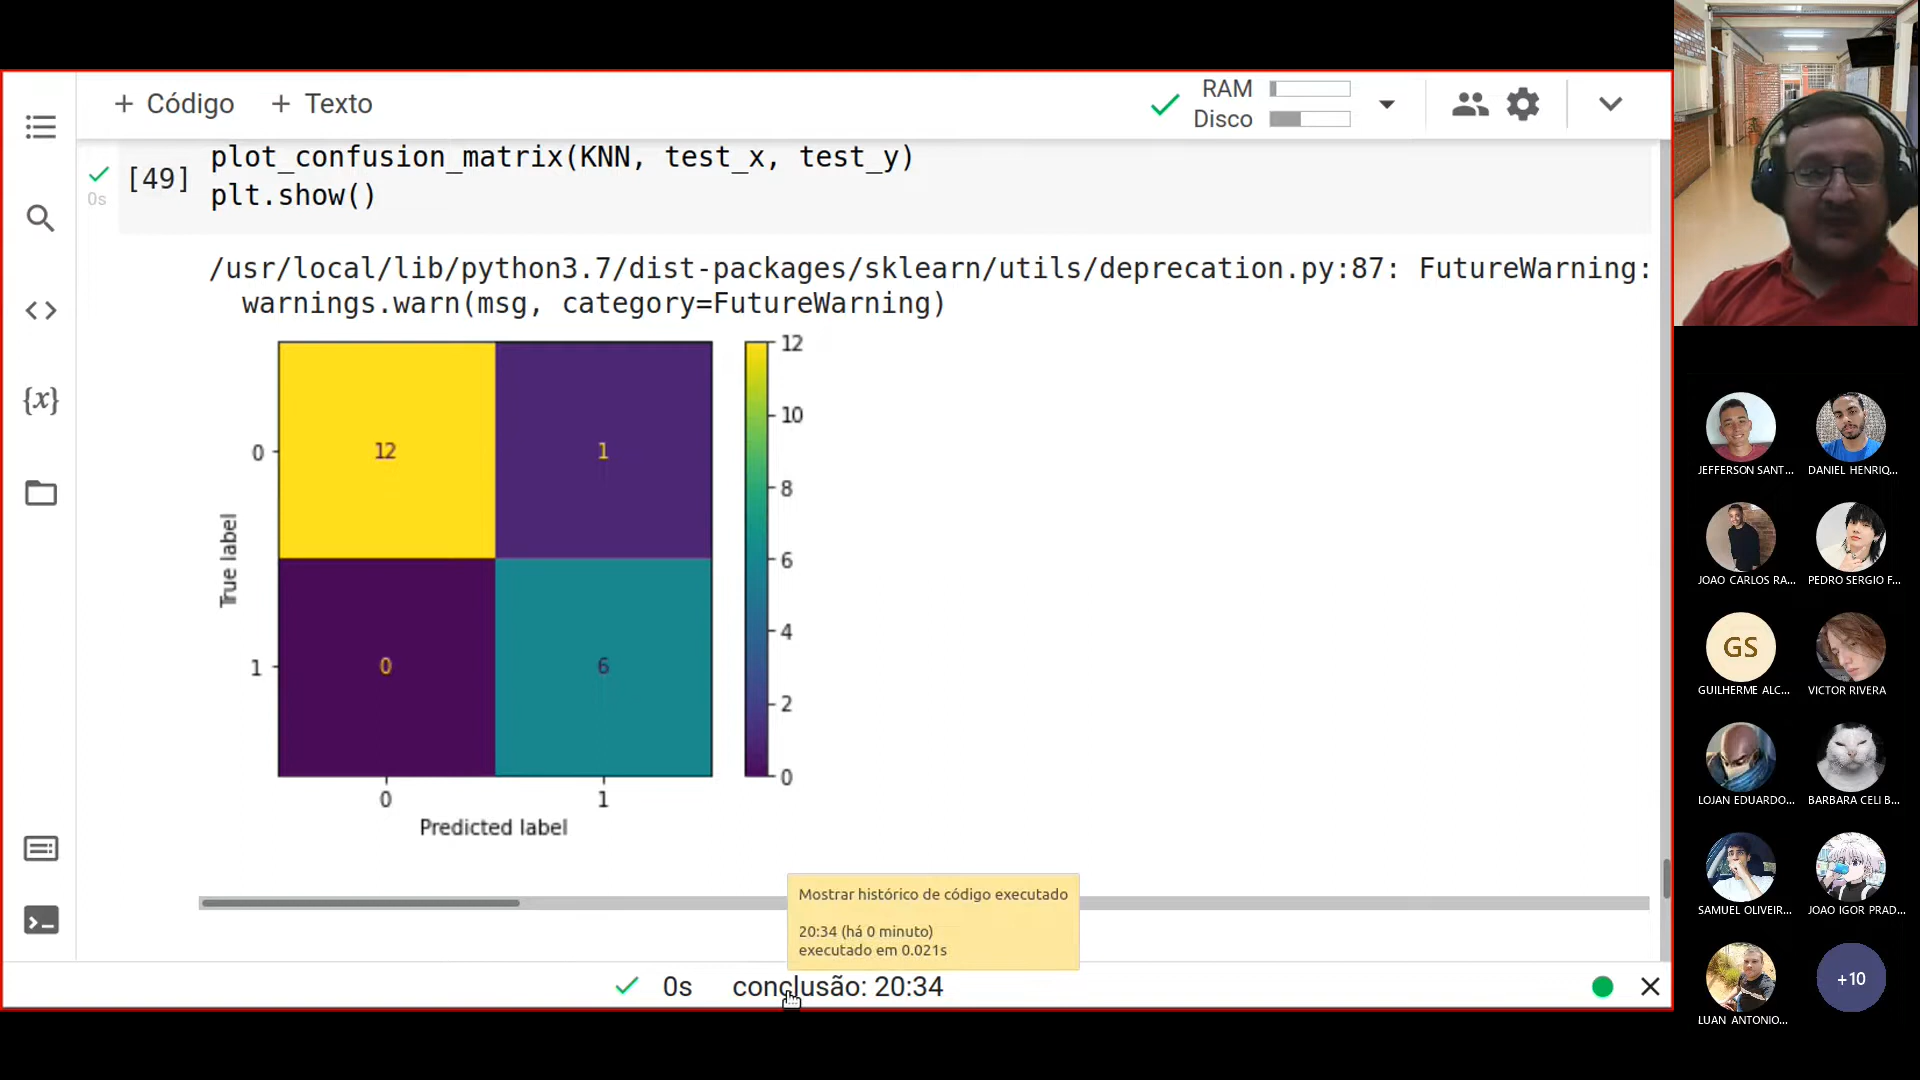 + Código + Texto
RAM
Disco
[49]
0s
plot_confusion_matrix(KNN, test_x, test_y)
plt.show()
/usr/local/lib/python3.7/dist-packages/sklearn/utils/deprecation.py:87: FutureWarning:
warnings.warn(msg, category=FutureWarning)
12
10
8
6
4
2
0
True label
0
1
12 1
0 6
0 1
Predicted label
Mostrar histórico de código executado
20:34 (há 0 minuto)
executado em 0.021s
0s conclusão: 20:34
{x}
JEFFERSON SANT... DANIEL HENRIQ...
JOAO CARLOS RA... PEDRO SERGIO F...
GS
GUILHERME ALC... VICTOR RIVERA
LOJAN EDUARDO... BARBARA CELI B...
SAMUEL OLIVEIR... JOAO IGOR PRAD...
+10
LUAN ANTONIO...